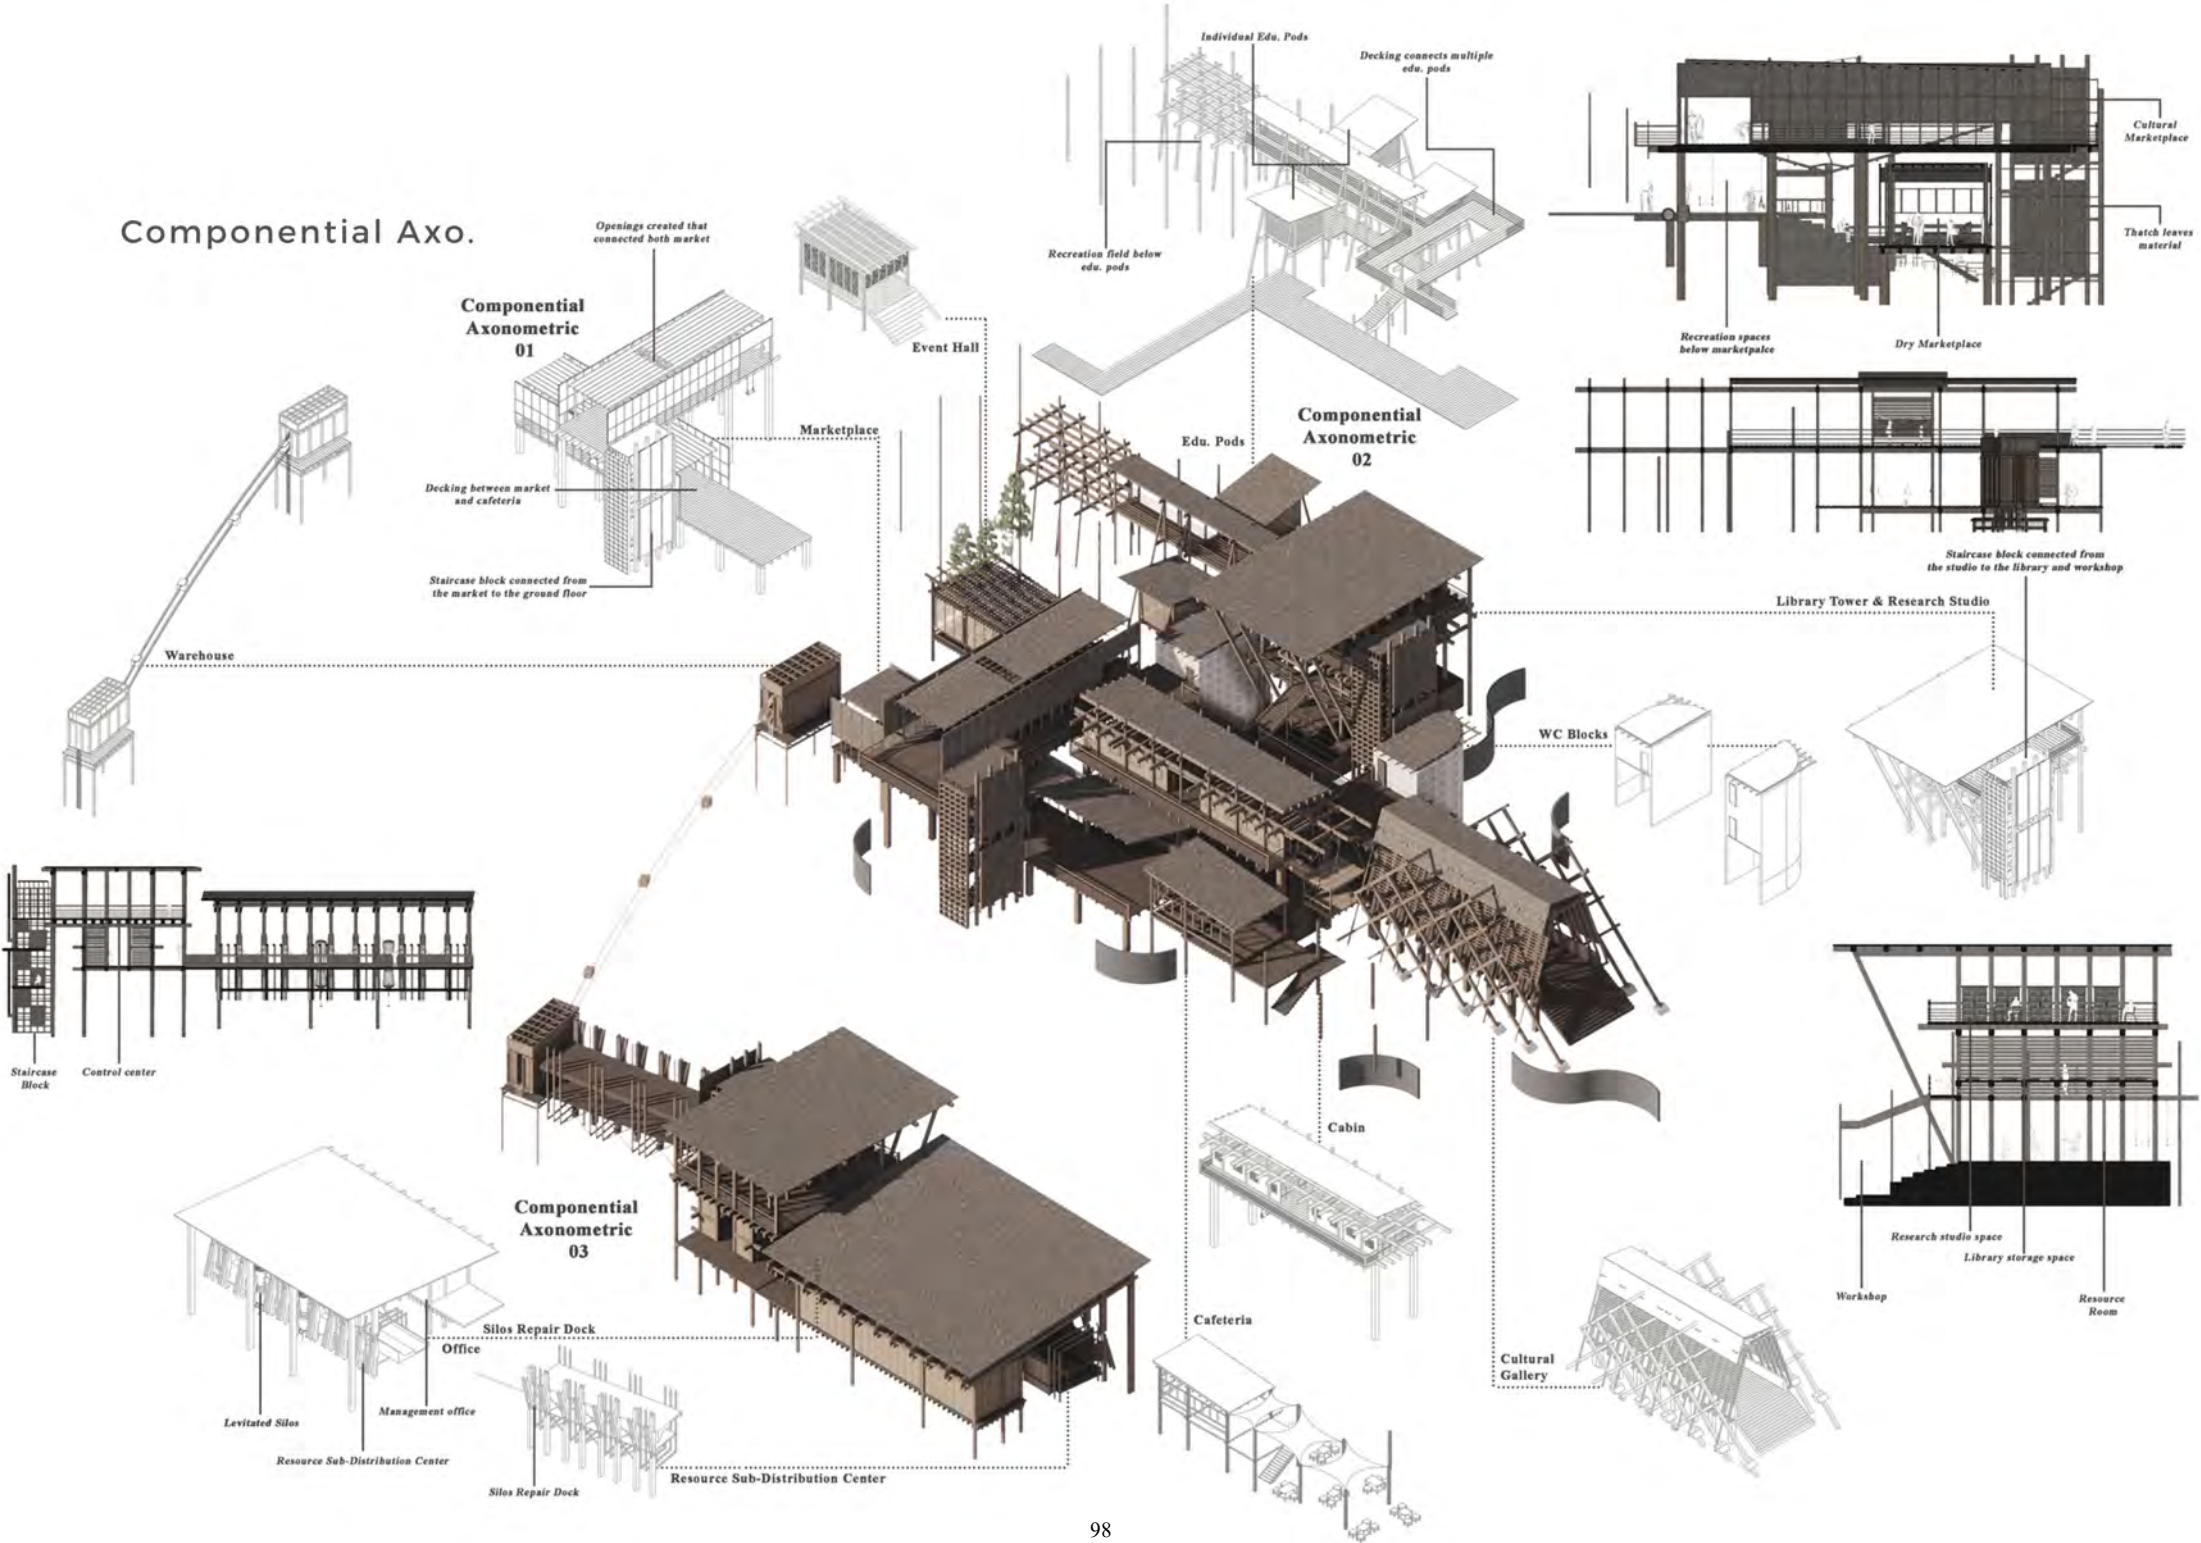 Componential Axo.
Individual Edu. Pods
Decking connects multiple
edu. pods
Recreation field below
edu. pods
Cultural
Marketplace
Thatch leaves
material
Recreation spaces
below marketpalce
Dry Marketplace
Openings created that
connected both market
Componential
Axonometric
01
Event Hall
Marketplace
Decking between market
and cafeteria
Staircase block connected from
the market to the ground floor
Warehouse
Componential
Axonometric
02
Edu. Pods
Staircase block connected from
the studio to the library and workshop
Library Tower & Research Studio
WC Blocks
Staircase
Block
Control center
Componential
Axonometric
03
Silos Repair Dock
Office
Levitated Silos
Management office
Resource Sub-Distribution Center
Silos Repair Dock
Resource Sub-Distribution Center
Cabin
Cafeteria
Cultural
Gallery
Research studio space
Library storage space
Workshop
Resource
Room
98